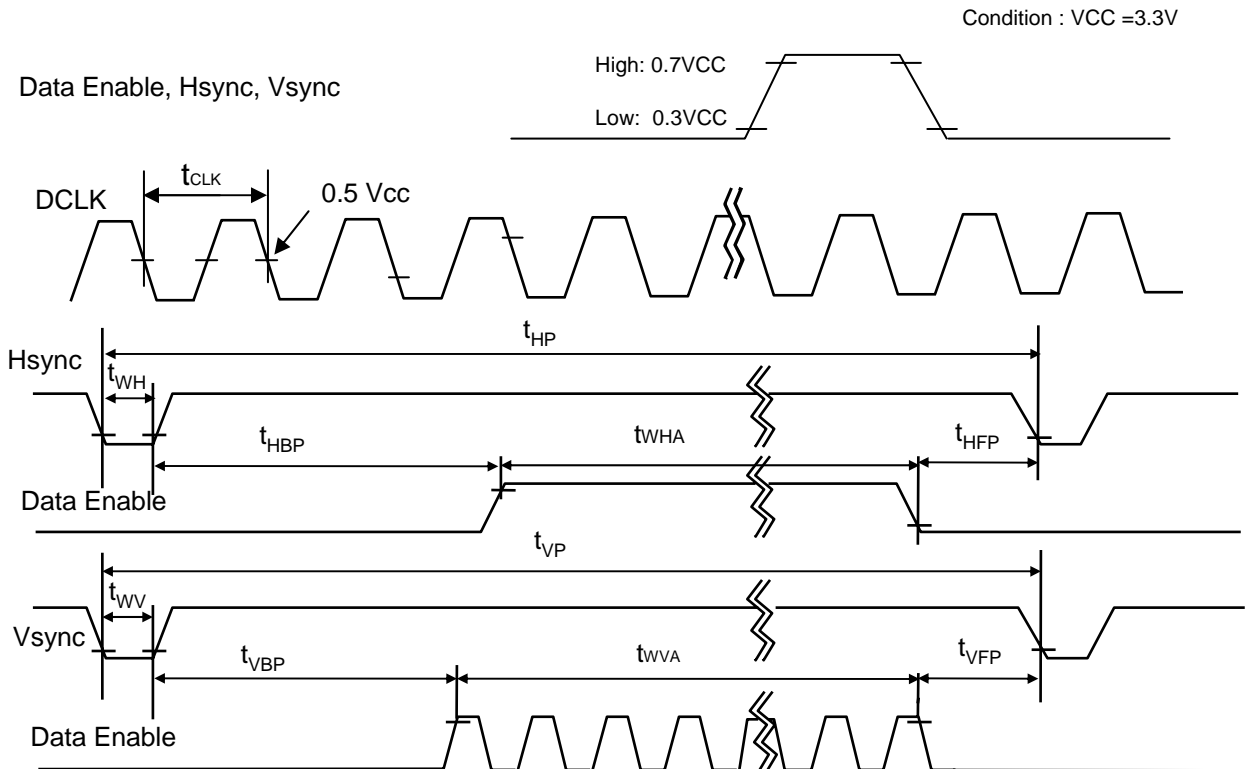 Condition : VCC =3.3V
Data Enable, Hsync, Vsync
High: 0.7VCC
Low: 0.3VCC
tCLK
DCLK
0.5 Vcc
tHP
Hsync
tWH
tHBP
tWHA
tHFP
Data Enable
tVP
tWV
Vsync
tVBP
tWVA
tVFP
Data Enable